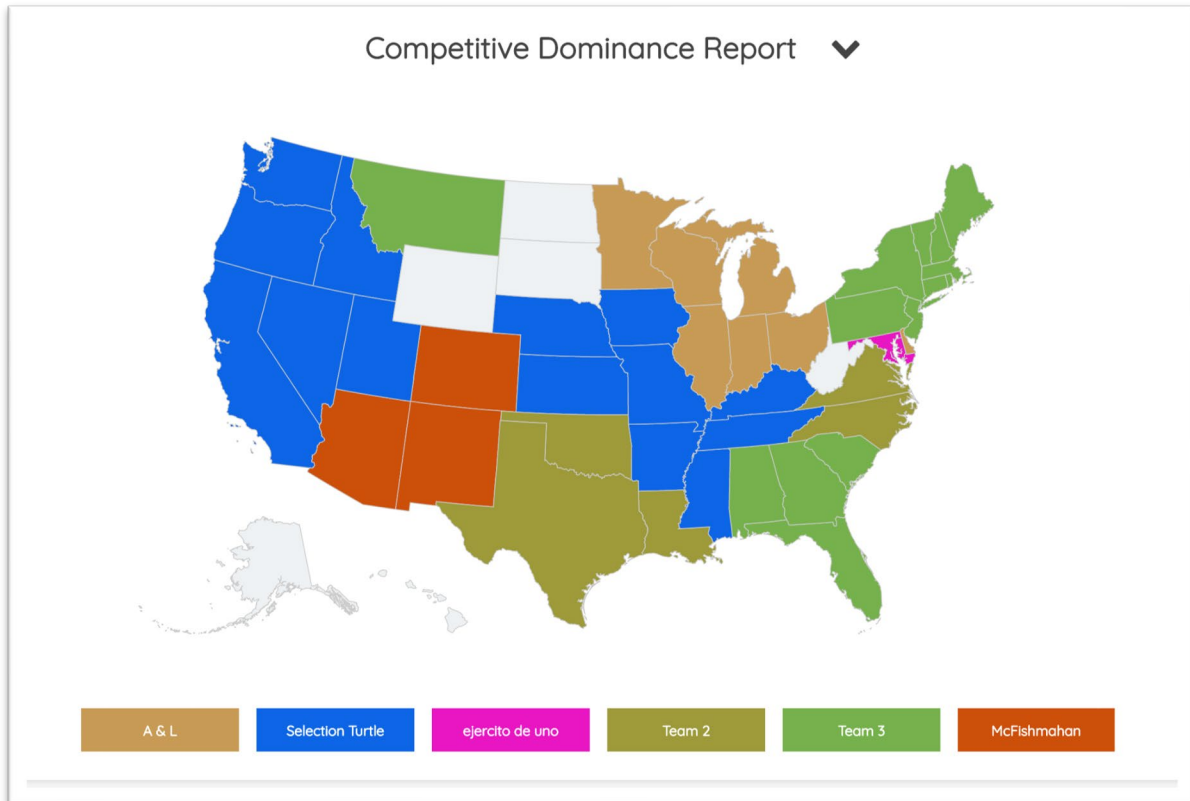 Competitive Dominance Report
A & L
Selection Turtle
ejercito de uno
Team 2
Team 3
McFishmahan